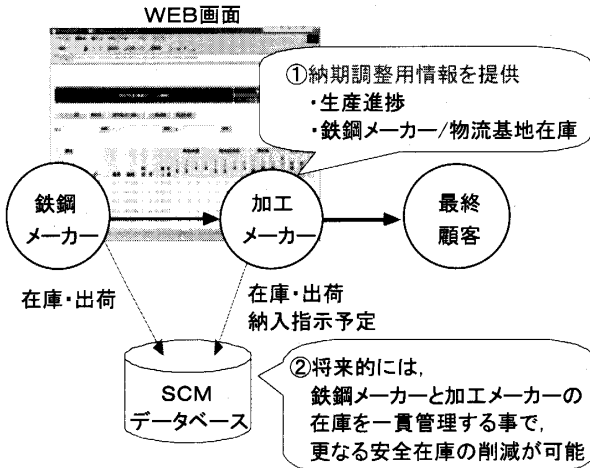 WEB画面
①納期調整用情報を提供
・生産進捗
・鉄鋼メーカー/物流基地在庫
鉄鋼
メーカー
加工
メーカー
最終
顧客
在庫・出荷
在庫・出荷
納入指示予定
SCM
データベース
②将来的には,
鉄鋼メーカーと加工メーカーの
在庫を一貫管理する事で,
更なる安全在庫の削減が可能